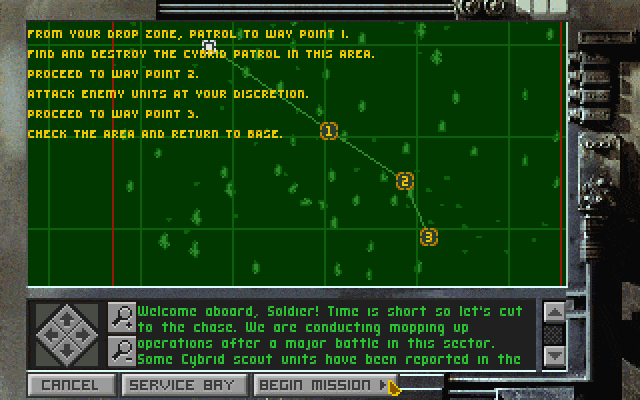 FROM YOUR DROP ZONE, PATROL TO WAY POINT 1.
FIND AND DESTROY THE CYBRID PATROL IN THIS AREA.
PROCEED TO WAY POINT 2.
ATTACK ENEMY UNITS AT YOUR DISCRETION.
PROCEED TO WAY POINT 3.
CHECK THE AREA AND RETURN TO BASE.
1
2
3
Welcome aboard, Soldier! Time is short so let's cut
to the chase. We are conducting mopping up
operations after a major battle in this sector.
Some Cybrid scout units have been reported in the
CANCEL
SERVICE BAY
BEGIN MISSION